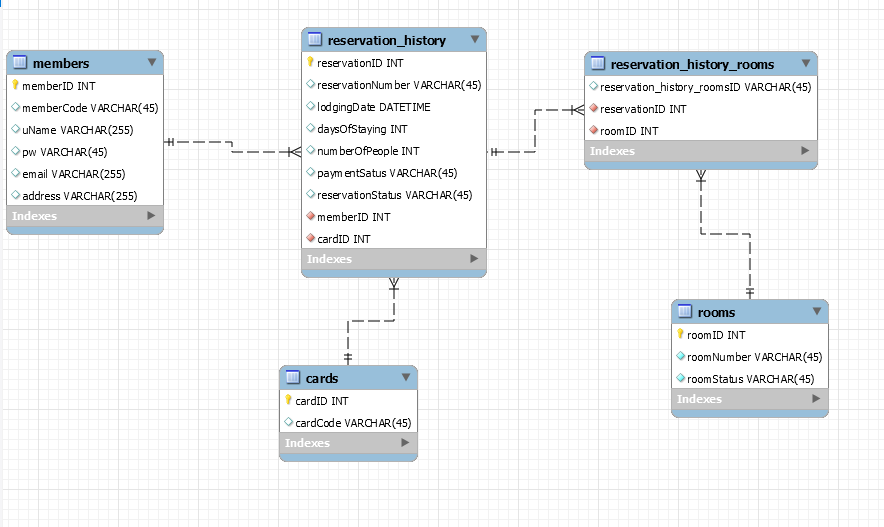 members
memberID INT
memberCode VARCHAR(45)
uName VARCHAR(255)
pw VARCHAR(45)
email VARCHAR(255)
address VARCHAR(255)
Indexes
reservation_history
reservationID INT
reservationNumber VARCHAR(45)
lodgingDate DATETIME
daysOfStaying INT
numberOfPeople INT
paymentSatus VARCHAR(45)
reservationStatus VARCHAR(45)
memberID INT
cardID INT
Indexes
reservation_history_rooms
reservation_history_roomsID VARCHAR(45)
reservationID INT
roomID INT
Indexes
cards
cardID INT
cardCode VARCHAR(45)
Indexes
rooms
roomID INT
roomNumber VARCHAR(45)
roomStatus VARCHAR(45)
Indexes